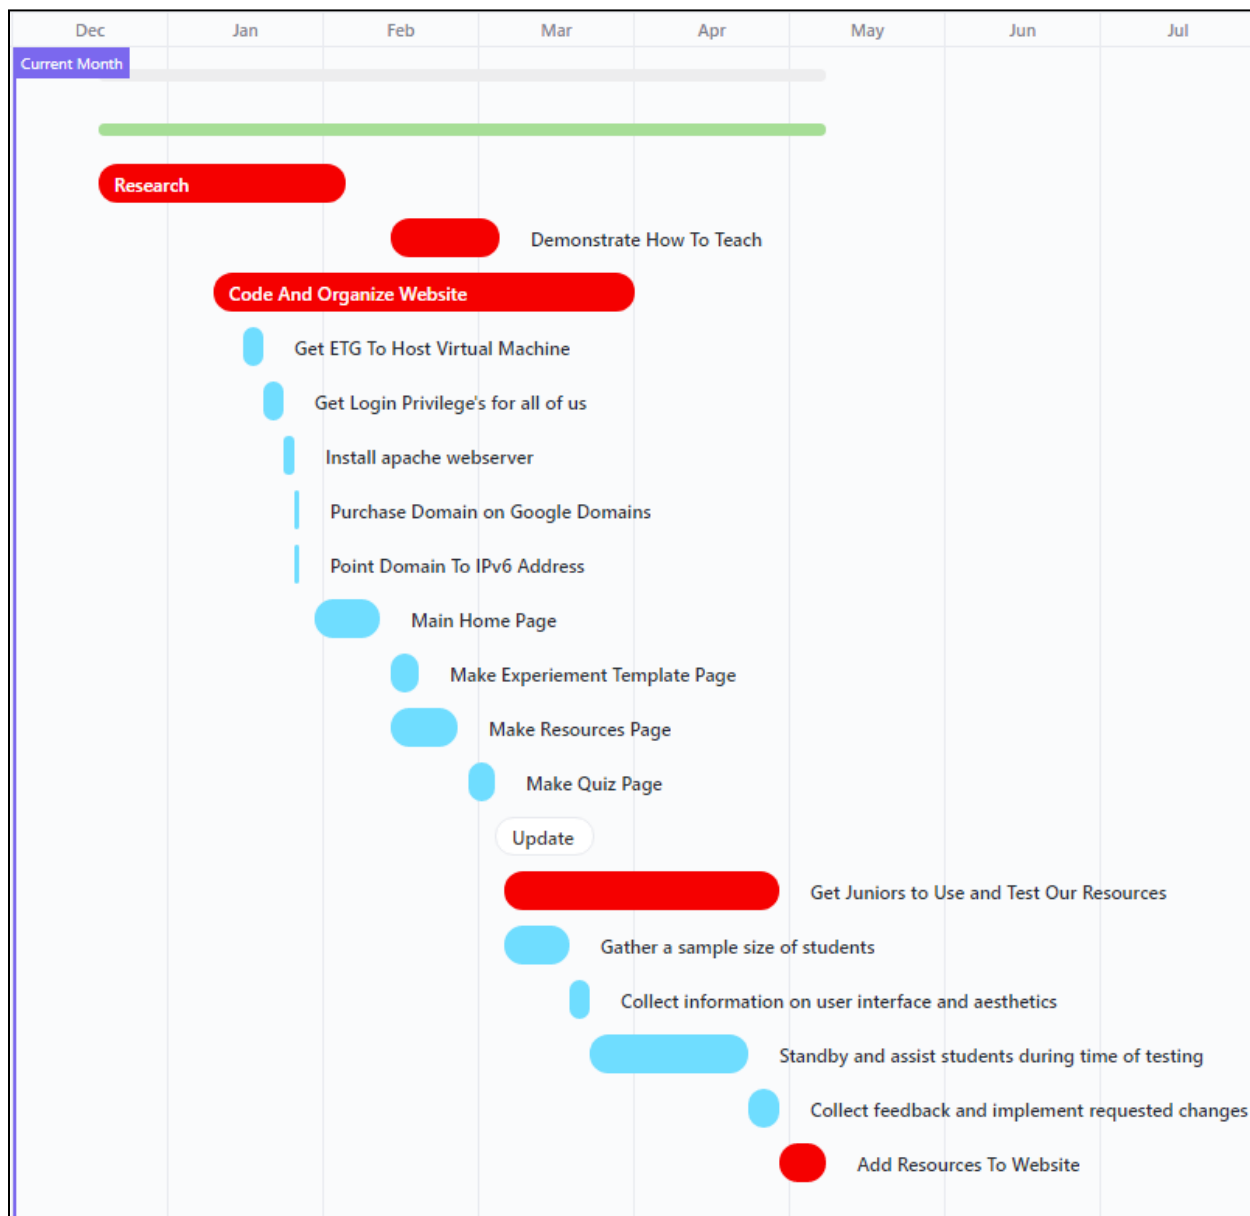 Dec Jan Feb Mar Apr May Jun Jul
Current Month
Research
Demonstrate How To Teach
Code And Organize Website
Get ETG To Host Virtual Machine
Get Login Privilege's for all of us
Install apache webserver
Purchase Domain on Google Domains
Point Domain To IPv6 Address
Main Home Page
Make Experiement Template Page
Make Resources Page
Make Quiz Page
Update
Get Juniors to Use and Test Our Resources
Gather a sample size of students
Collect information on user interface and aesthetics
Standby and assist students during time of testing
Collect feedback and implement requested changes
Add Resources To Website